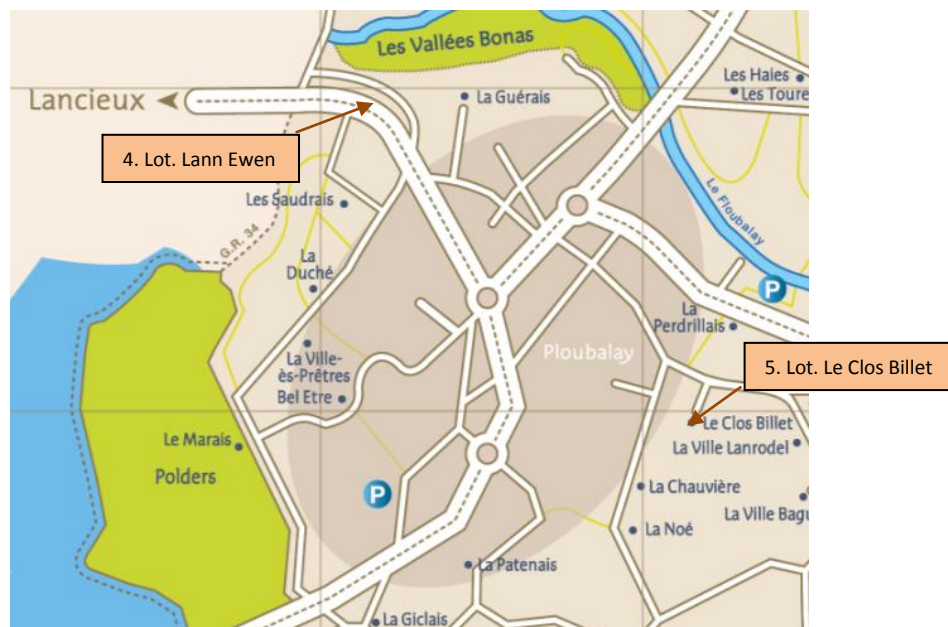 Les Vallées Bonas
Les Haies
Les Toure
La Guérais
Lancieux
4. Lot. Lann Ewen
Les Saudrais
Le Floubalay
G.R. 34
La
Duché
P
La
Perdrillais
La Ville-
ès-Prêtres
Ploubalay
5. Lot. Le Clos Billet
Bel Etre
Le Clos Billet
Le Marais
La Ville Lanrodel
Polders
P
La Chauvière
La Ville Bagu
La Noé
La Patenais
La Giclais